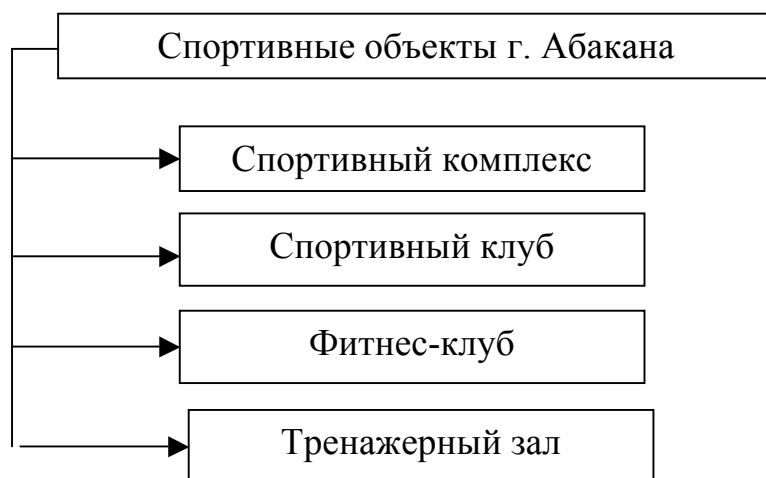 Спортивные объекты г. Абакана
Спортивный комплекс
Спортивный клуб
Фитнес-клуб
Тренажерный зал